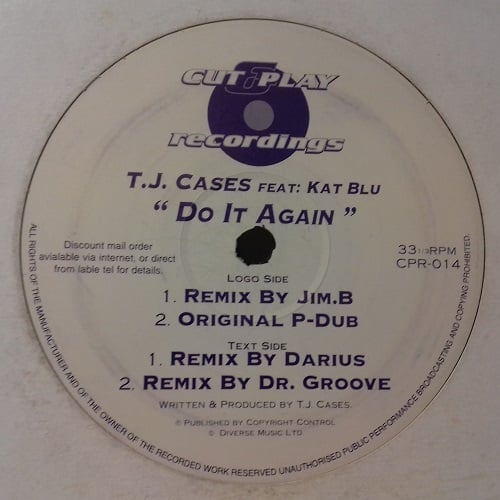 CUT & PLAY
recordings
T.J. CASES FEAT: KAT BLU
“ DO IT AGAIN ”
Discount mail order
avialable via internet, or direct
from lable tel for details.
33 1/3 RPM
CPR-014
LOGO SIDE
1. REMIX BY JIM.B
2. ORIGINAL P-DUB
TEXT SIDE
1. REMIX BY DARIUS
2. REMIX BY DR. GROOVE
WRITTEN & PRODUCED BY T.J. CASES.
℗ PUBLISHED BY COPYRIGHT CONTROL
© DIVERSE MUSIC LTD
ALL RIGHTS OF THE MANUFACTURER AND OF THE OWNER OF THE RECORDED WORK RESERVED UNAUTHORISED PUBLIC PERFORMANCE BROADCASTING AND COPYING PROHIBITED.